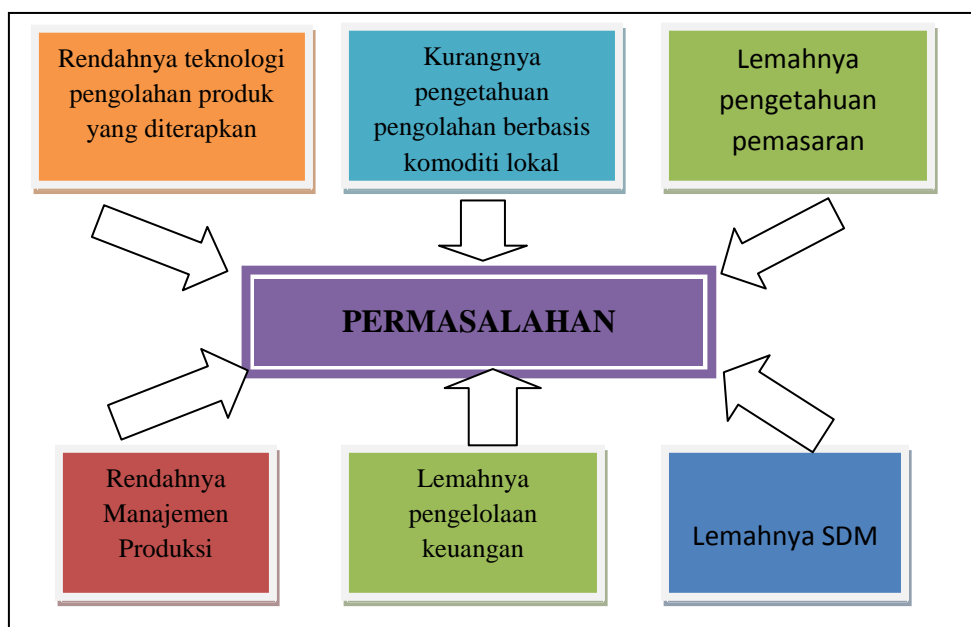 Rendahnya teknologi
pengolahan produk
yang diterapkan
Kurangnya
pengetahuan
pengolahan berbasis
komoditi lokal
Lemahnya
pengetahuan
pemasaran
PERMASALAHAN
Rendahnya
Manajemen
Produksi
Lemahnya
pengelolaan
keuangan
Lemahnya SDM